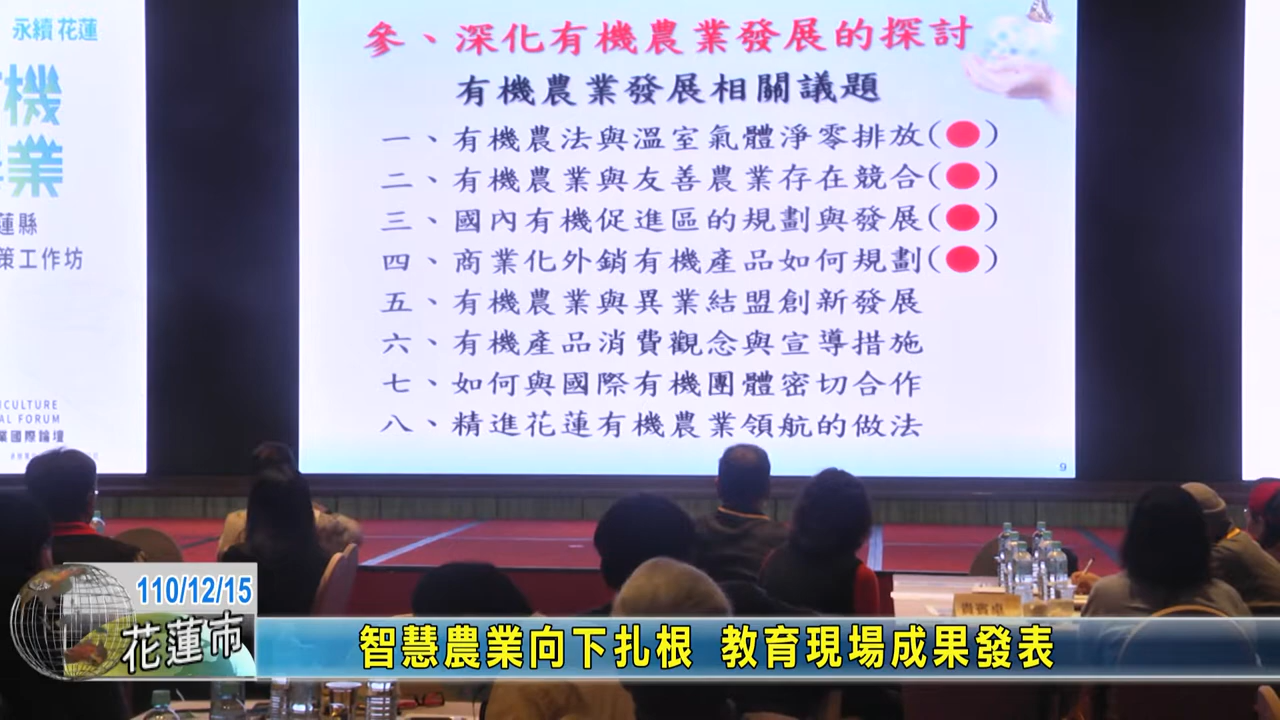 永續 花蓮
機
業
蓮縣
策工作坊
ICULTURE
AL FORUM
業國際論壇
參、深化有機農業發展的探討
有機農業發展相關議題
一、有機農法與溫室氣體淨零排放(●)
二、有機農業與友善農業存在競合(●)
三、國內有機促進區的規劃與發展(●)
四、商業化外銷有機產品如何規劃(●)
五、有機農業與異業結盟創新發展
六、有機產品消費觀念與宣導措施
七、如何與國際有機團體密切合作
八、精進花蓮有機農業領航的做法
9
貴賓桌
110/12/15
花蓮市
智慧農業向下扎根 教育現場成果發表